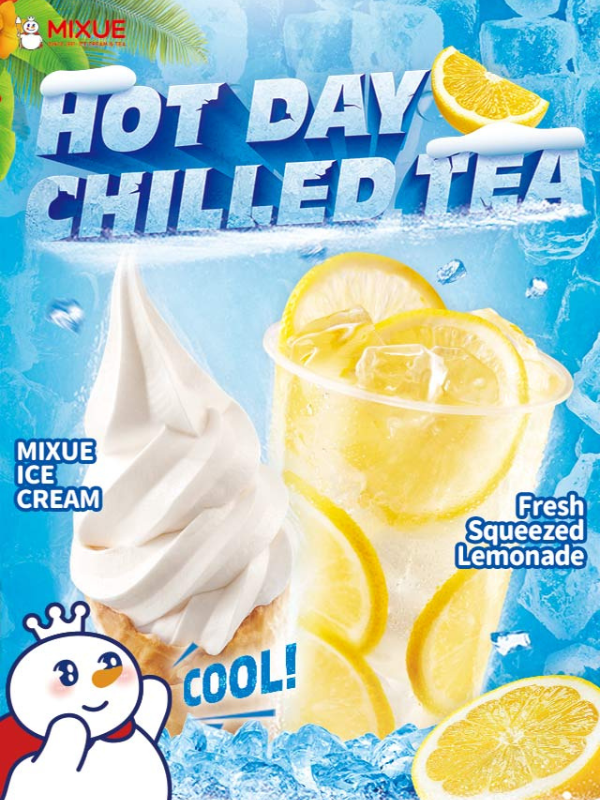 MIXUE
HOT DAY
CHILLED TEA
MIXUE
ICE
CREAM
Fresh
Squeezed
Lemonade
COOL!